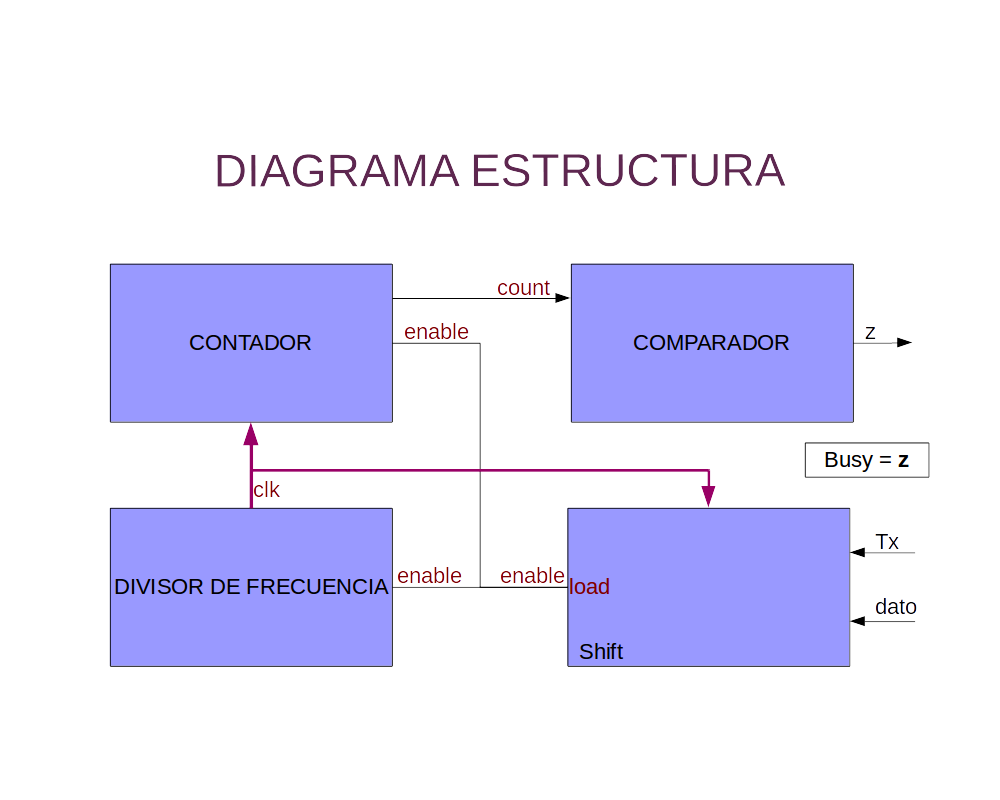 DIAGRAMA ESTRUCTURA
count
enable
CONTADOR
COMPARADOR
z
Busy = z
clk
Tx
enable
enable
DIVISOR DE FRECUENCIA
load
dato
Shift